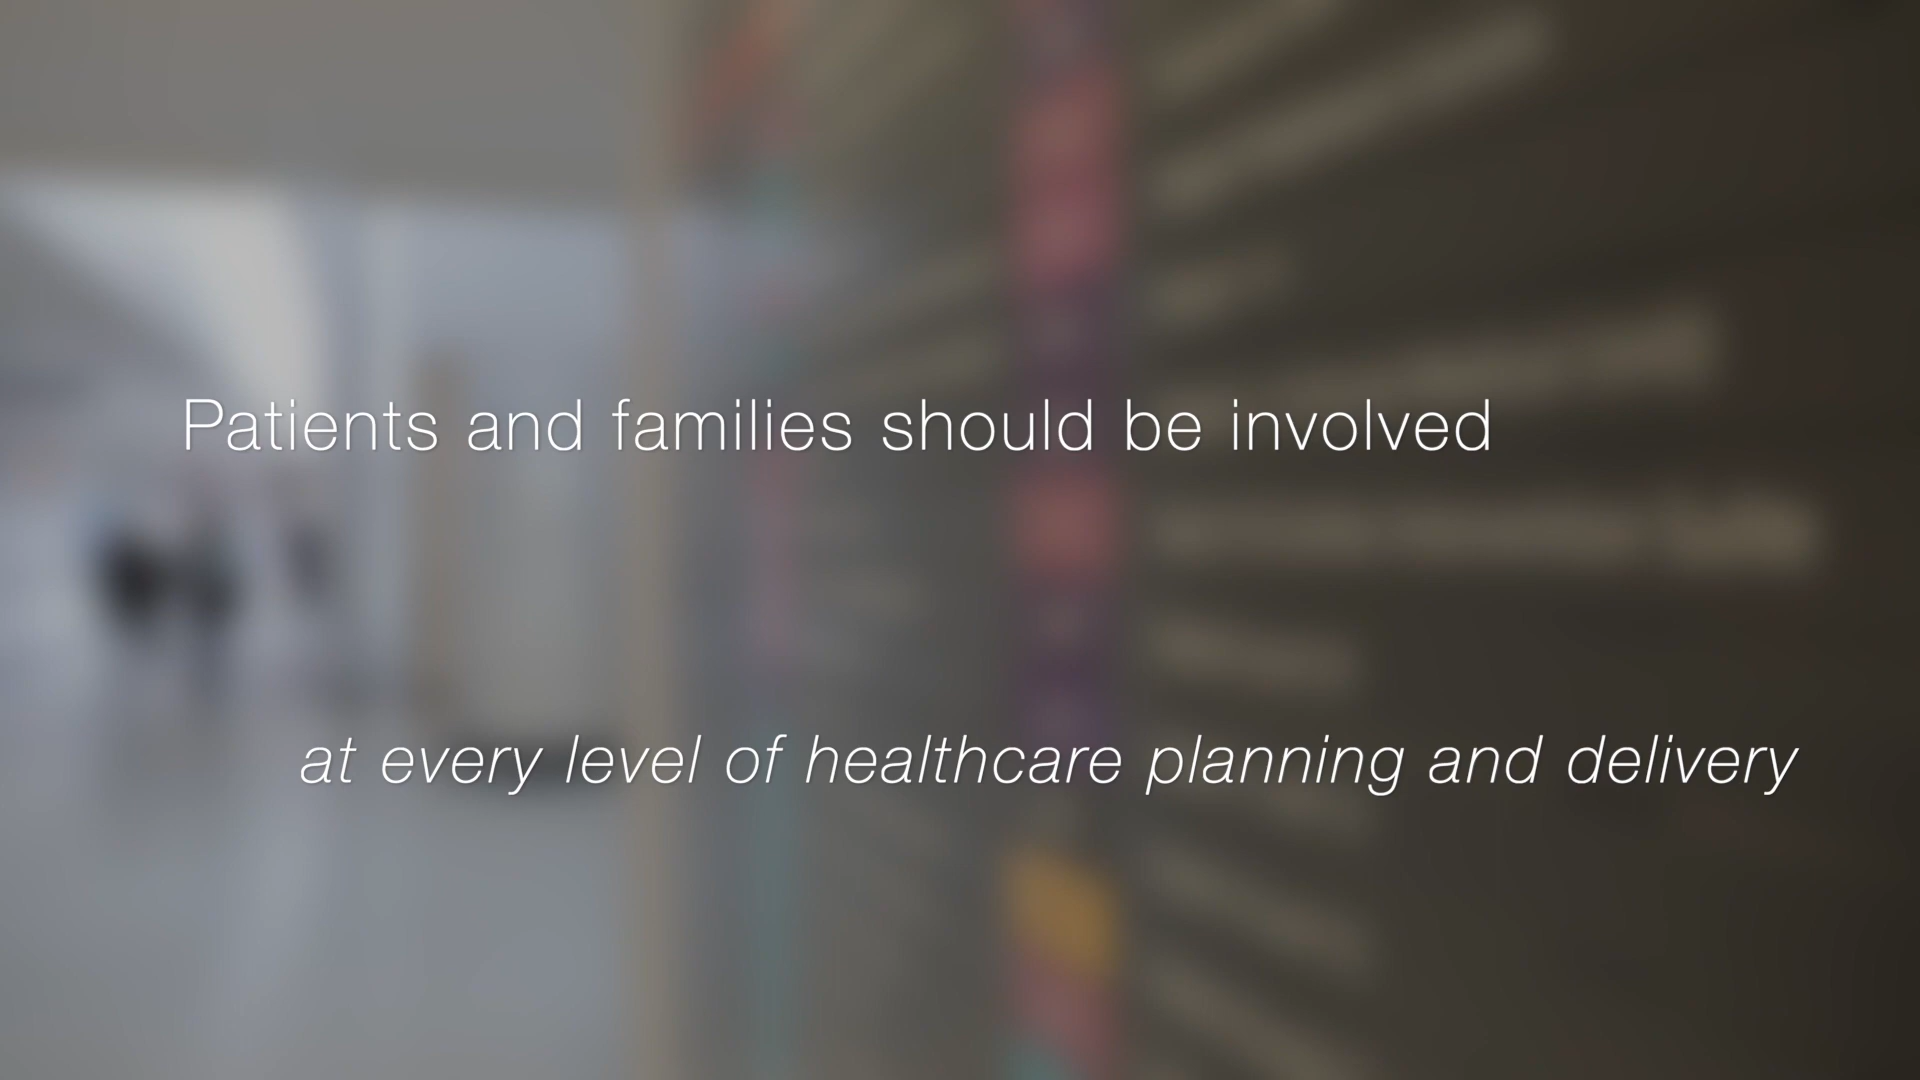 Patients and families should be involved
at every level of healthcare planning and delivery